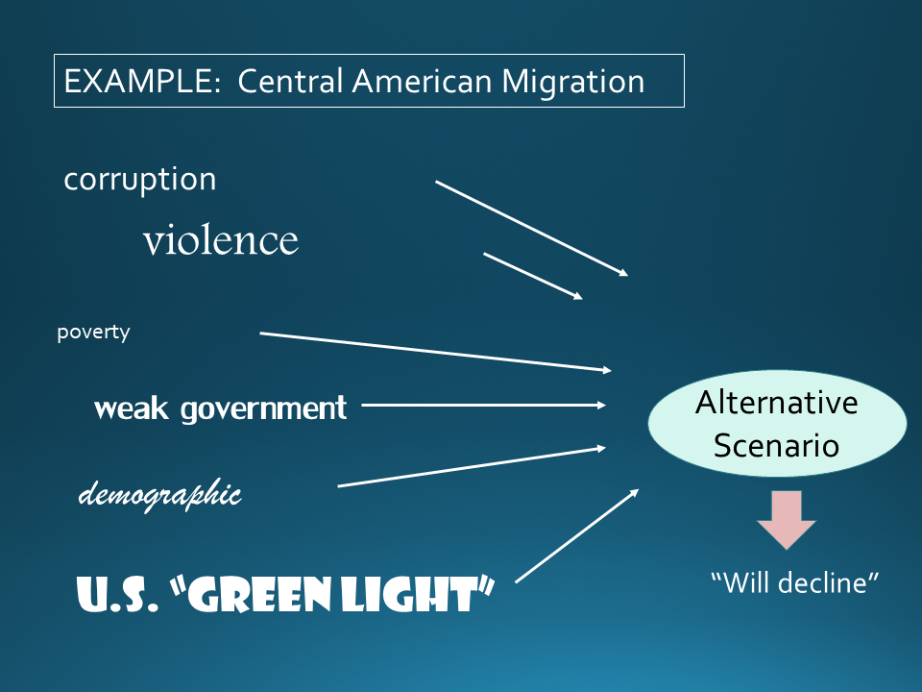 EXAMPLE: Central American Migration
corruption
violence
poverty
weak government
demographic
U.S. "GREEN LIGHT"
Alternative
Scenario
“Will decline”